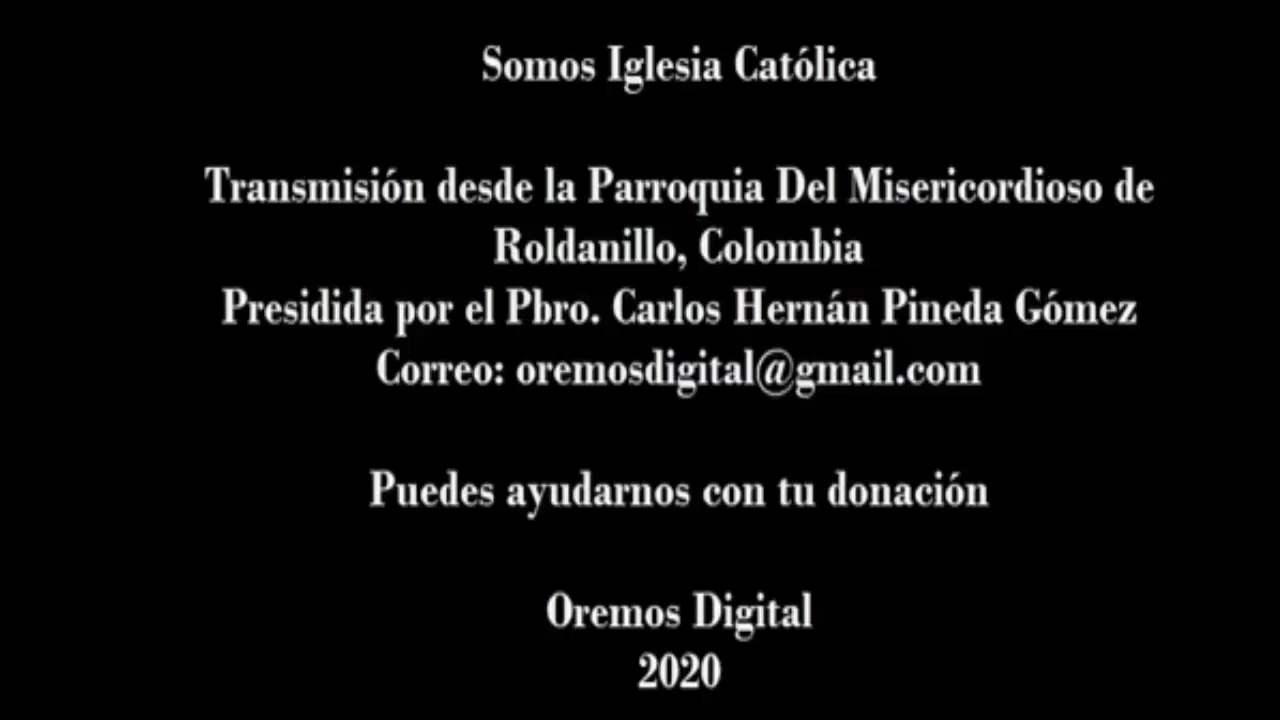 Somos Iglesia Católica
Transmisión desde la Parroquia Del Misericordioso de
Roldanillo, Colombia
Presidida por el Pbro. Carlos Hernán Pineda Gómez
Correo: oremosdigital@gmail.com
Puedes ayudarnos con tu donación
Oremos Digital
2020